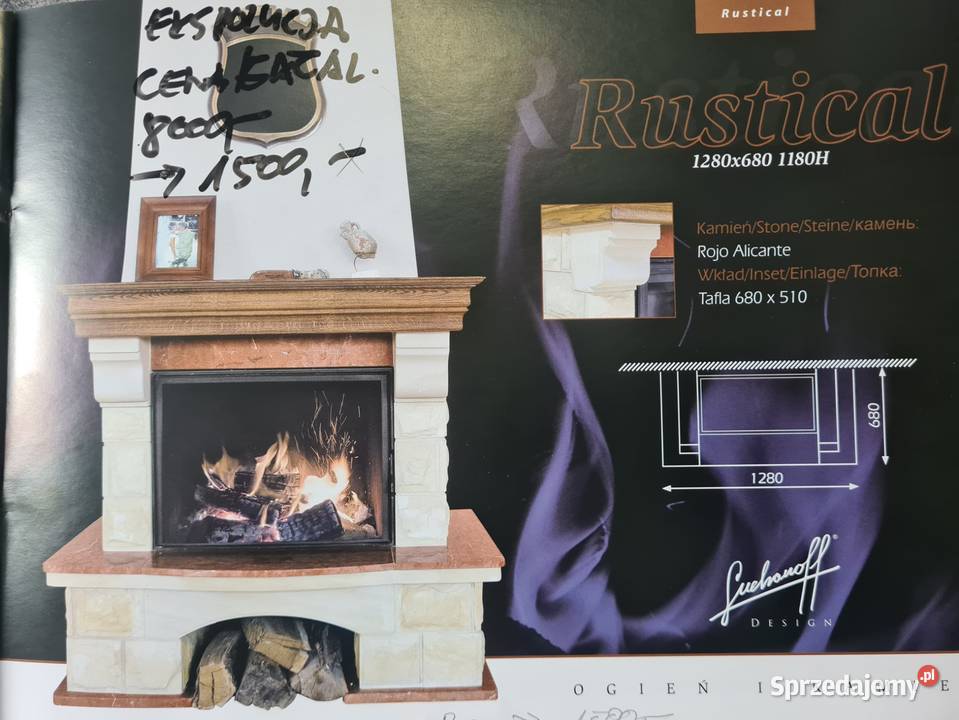 EKSPOZYCJA
CENA KATAL.
8000,-
→ 1500,-
Rustical
Rustical
1280x680 1180H
Kamień/Stone/Steine/камень:
Rojo Alicante
Wkład/Inset/Einlage/Топка:
Tafla 680 x 510
680
1280
DESIGN
OGIEŃ I
Sprzedajemy.pl